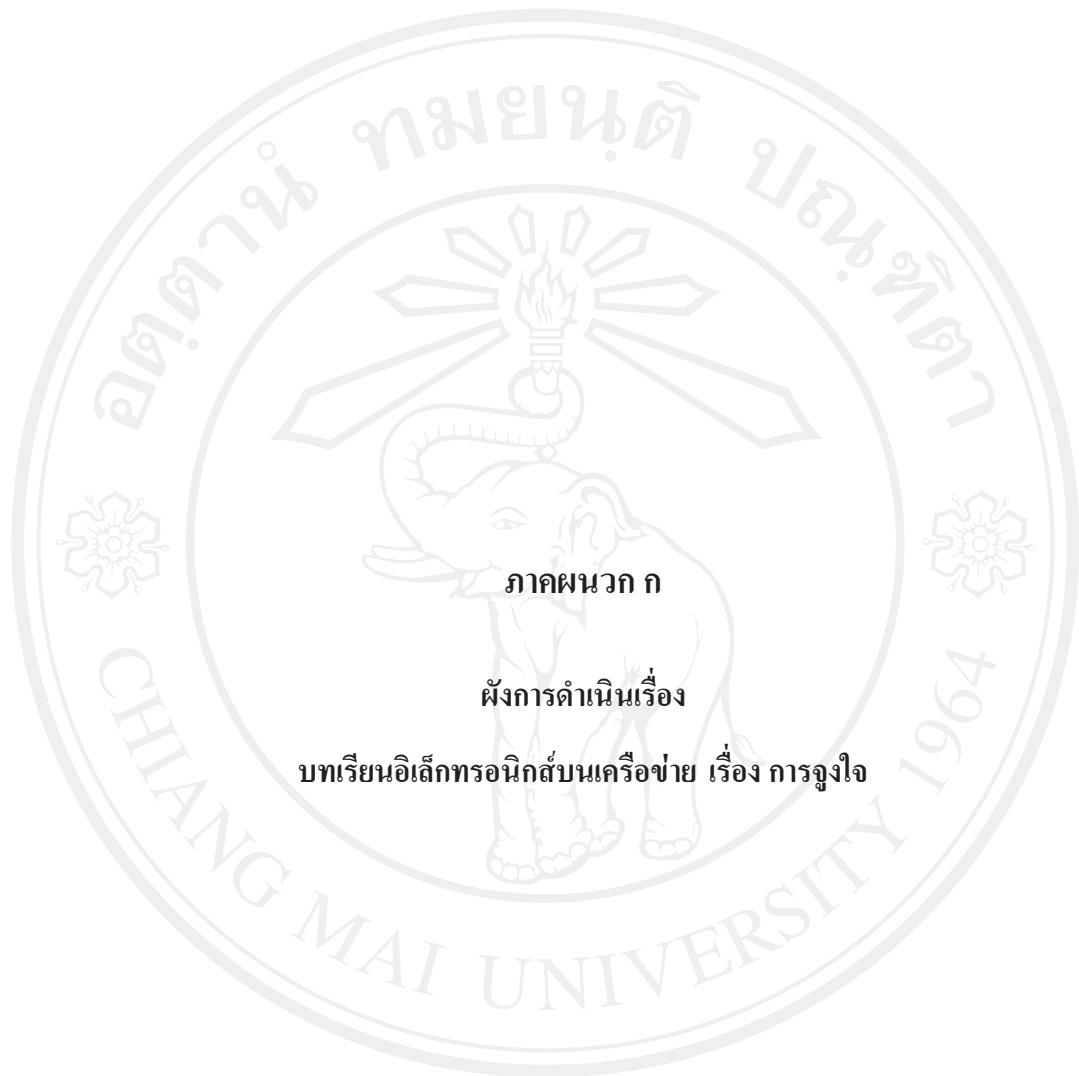 อตฺตานํ ทมยนฺติ ปณฺฑิตา
ภาคผนวก ก
ผังการดำเนินเรื่อง
บทเรียนอิเล็กทรอนิกส์บนเครือข่าย เรื่อง การจูงใจ
CHIANG MAI UNIVERSITY 1964